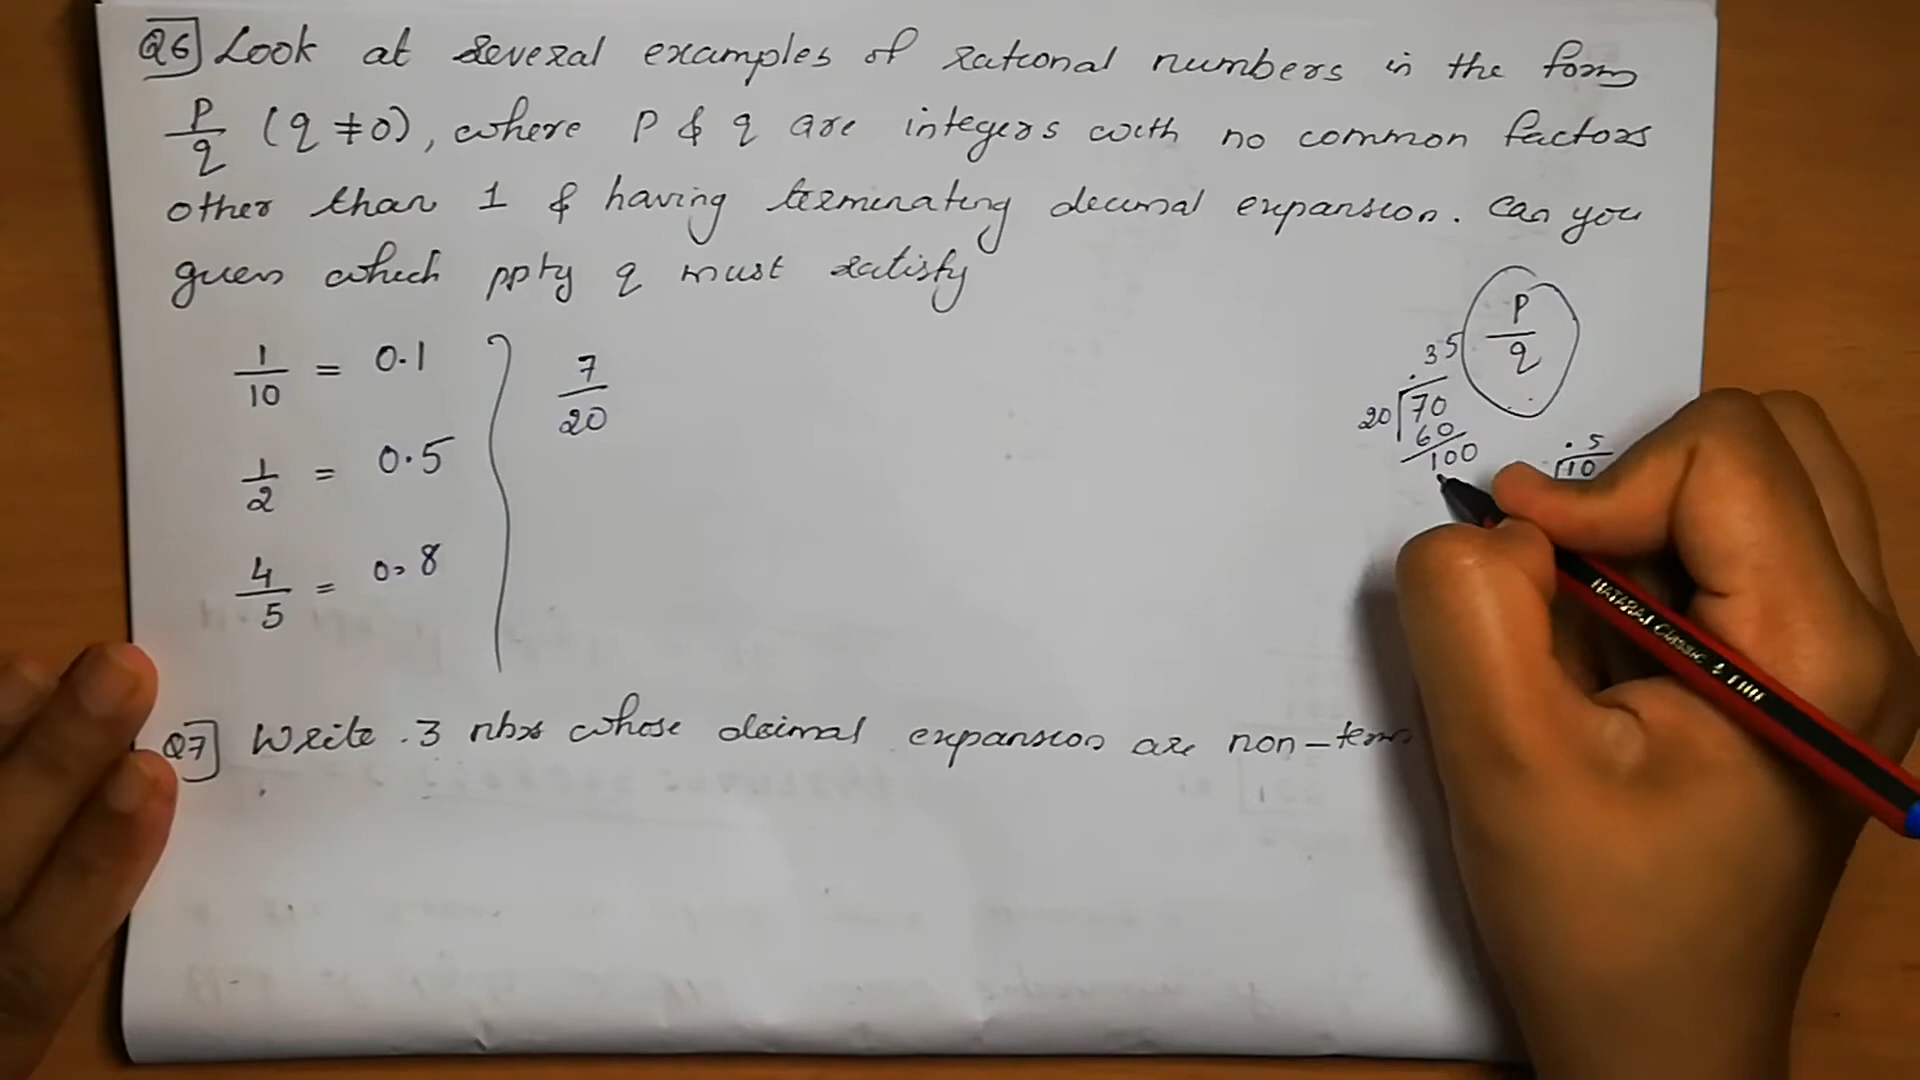 Q6 Look at several examples of rational numbers in the form
p/q (q ≠ 0), where p & q are integers with no common factors
other than 1 & having terminating decimal expansion. Can you
guess which ppty q must satisfy
1/10 = 0.1
1/2 = 0.5
4/5 = 0.8
7/20
p/q
.35
20 70
60
100
.5
10
Q7 Write 3 nbrs whose decimal expansion are non-term
NATARAJ Classic